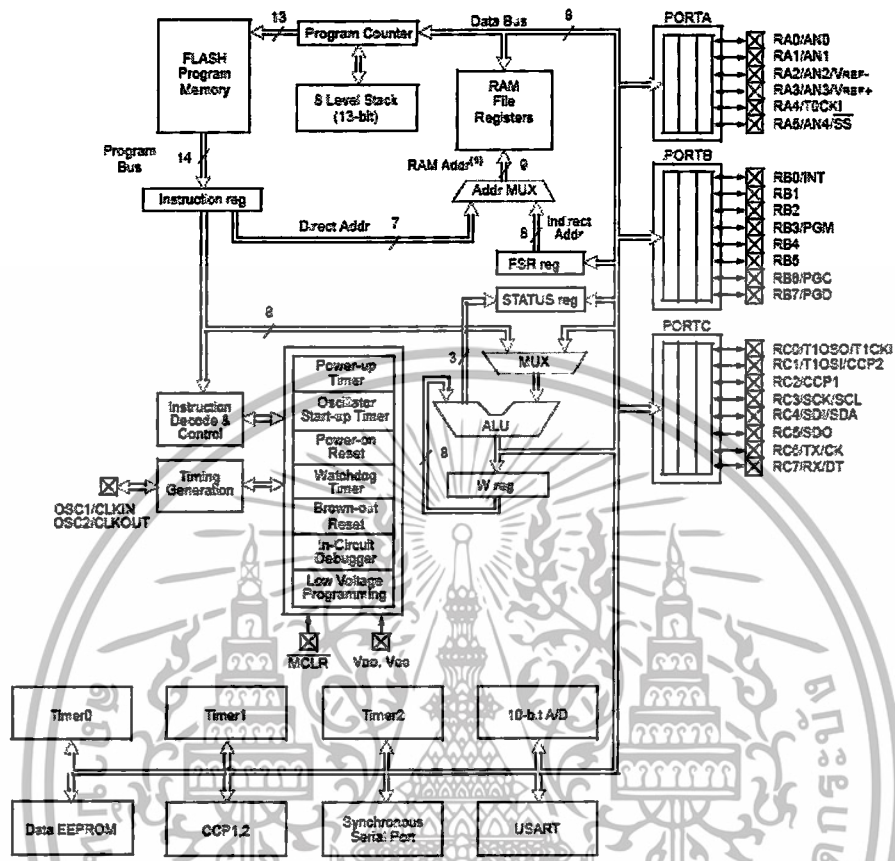 13
Program Counter
Data Bus
8
PORTA
FLASH
Program
Memory
8 Level Stack
(13-bit)
RAM
File
Registers
RA0/AN0
RA1/AN1
RA2/AN2/VREF-
RA3/AN3/VREF+
RA4/T0CKI
RA5/AN4/SS
Program
Bus
14
RAM Addr(1)
9
PORTB
Instruction reg
Addr MUX
Direct Addr
7
8
Indirect
Addr
FSR reg
STATUS reg
RB0/INT
RB1
RB2
RB3/PGM
RB4
RB5
RB6/PGC
RB7/PGD
8
3
MUX
PORTC
Power-up
Timer
Oscillator
Start-up Timer
Power-on
Reset
Watchdog
Timer
Brown-out
Reset
In-Circuit
Debugger
Low Voltage
Programming
Instruction
Decode &
Control
ALU
8
W reg
RC0/T1OSO/T1CKI
RC1/T1OSI/CCP2
RC2/CCP1
RC3/SCK/SCL
RC4/SDI/SDA
RC5/SDO
RC6/TX/CK
RC7/RX/DT
Timing
Generation
OSC1/CLKIN
OSC2/CLKOUT
MCLR
VDD, VSS
Timer0
Timer1
Timer2
10-bit A/D
Data EEPROM
CCP1,2
Synchronous
Serial Port
USART